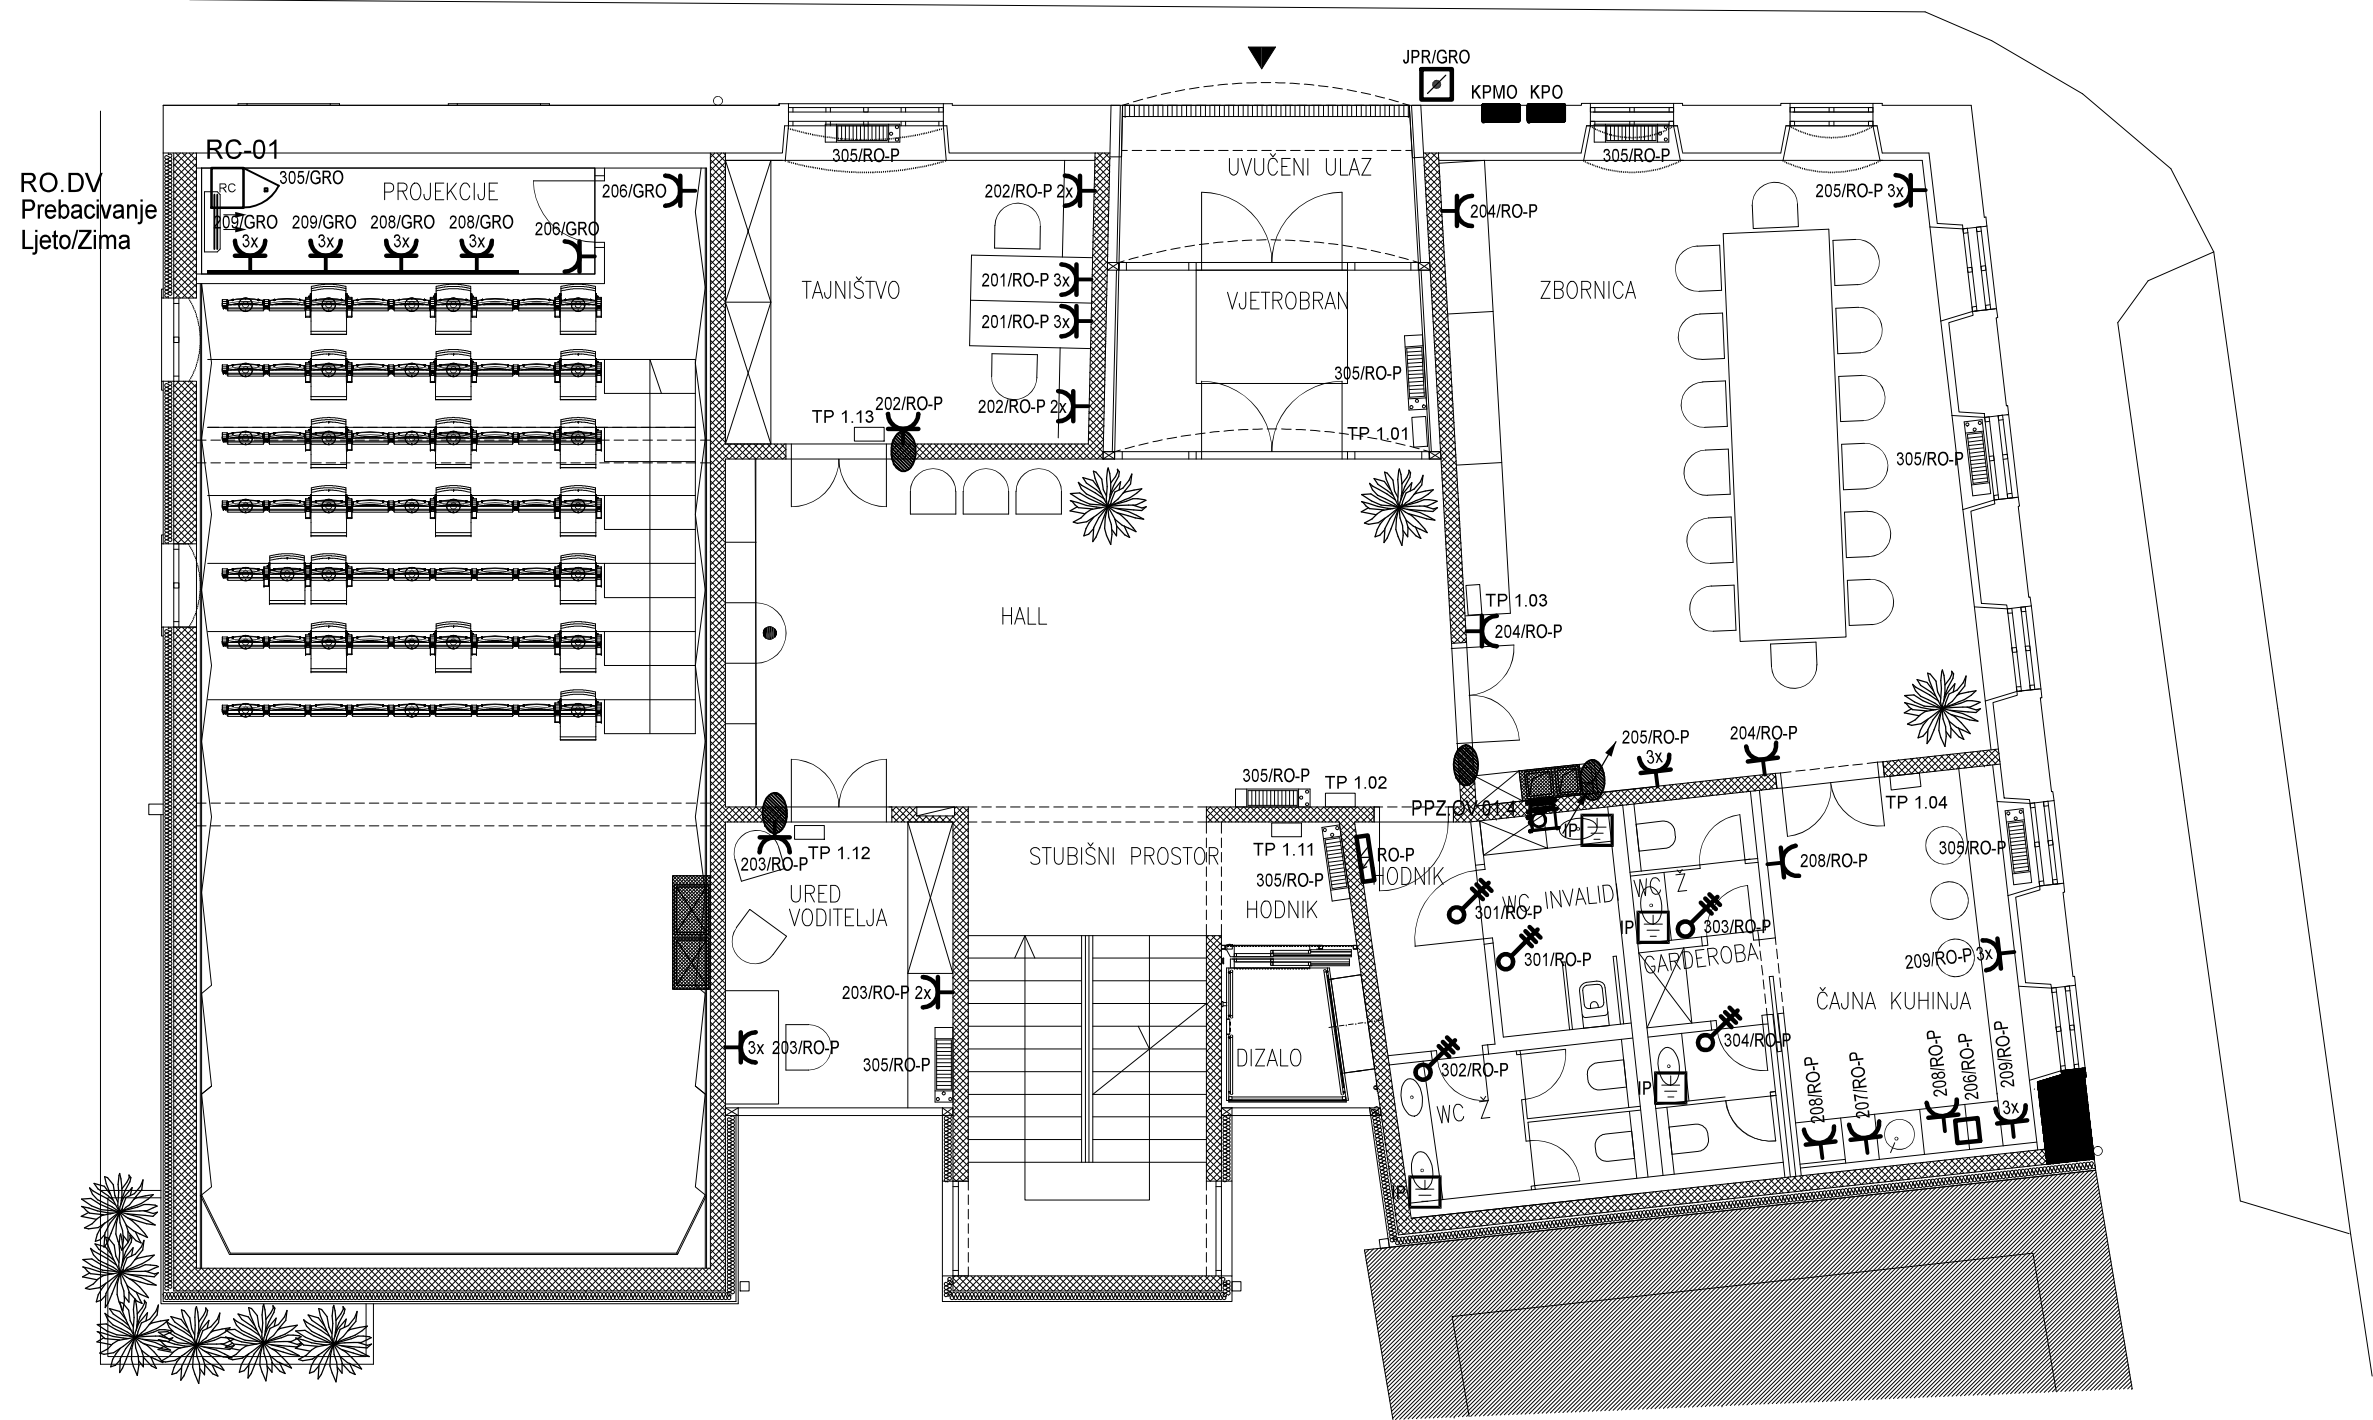 JPR/GRO
KPMO KPO
RC-01
305/RO-P
305/RO-P
RO.DV
Prebacivanje
Ljeto/Zima
RC
305/GRO
PROJEKCIJE
206/GRO
209/GRO
3x
209/GRO
3x
208/GRO
3x
208/GRO
3x
206/GRO
202/RO-P 2x
TAJNIŠTVO
201/RO-P 3x
201/RO-P 3x
202/RO-P 2x
202/RO-P
TP 1.13
UVUČENI ULAZ
VJETROBRAN
305/RO-P
TP 1.01
204/RO-P
205/RO-P 3x
ZBORNICA
305/RO-P
TP 1.03
204/RO-P
HALL
205/RO-P
3x
204/RO-P
305/RO-P
TP 1.02
PPZ.OV.01.4
IP
TP 1.04
203/RO-P
TP 1.12
URED
VODITELJA
203/RO-P 2x
3x 203/RO-P
305/RO-P
STUBIŠNI PROSTOR
TP 1.11
305/RO-P
HODNIK
RO-P
HODNIK
DIZALO
301/RO-P
WC INVALIDI
301/RO-P
302/RO-P
WC Ž
IP
WC Ž
IP
303/RO-P
GARDEROBA
304/RO-P
IP
208/RO-P
305/RO-P
209/RO-P 3x
ČAJNA KUHINJA
208/RO-P
207/RO-P
208/RO-P
206/RO-P
209/RO-P
3x